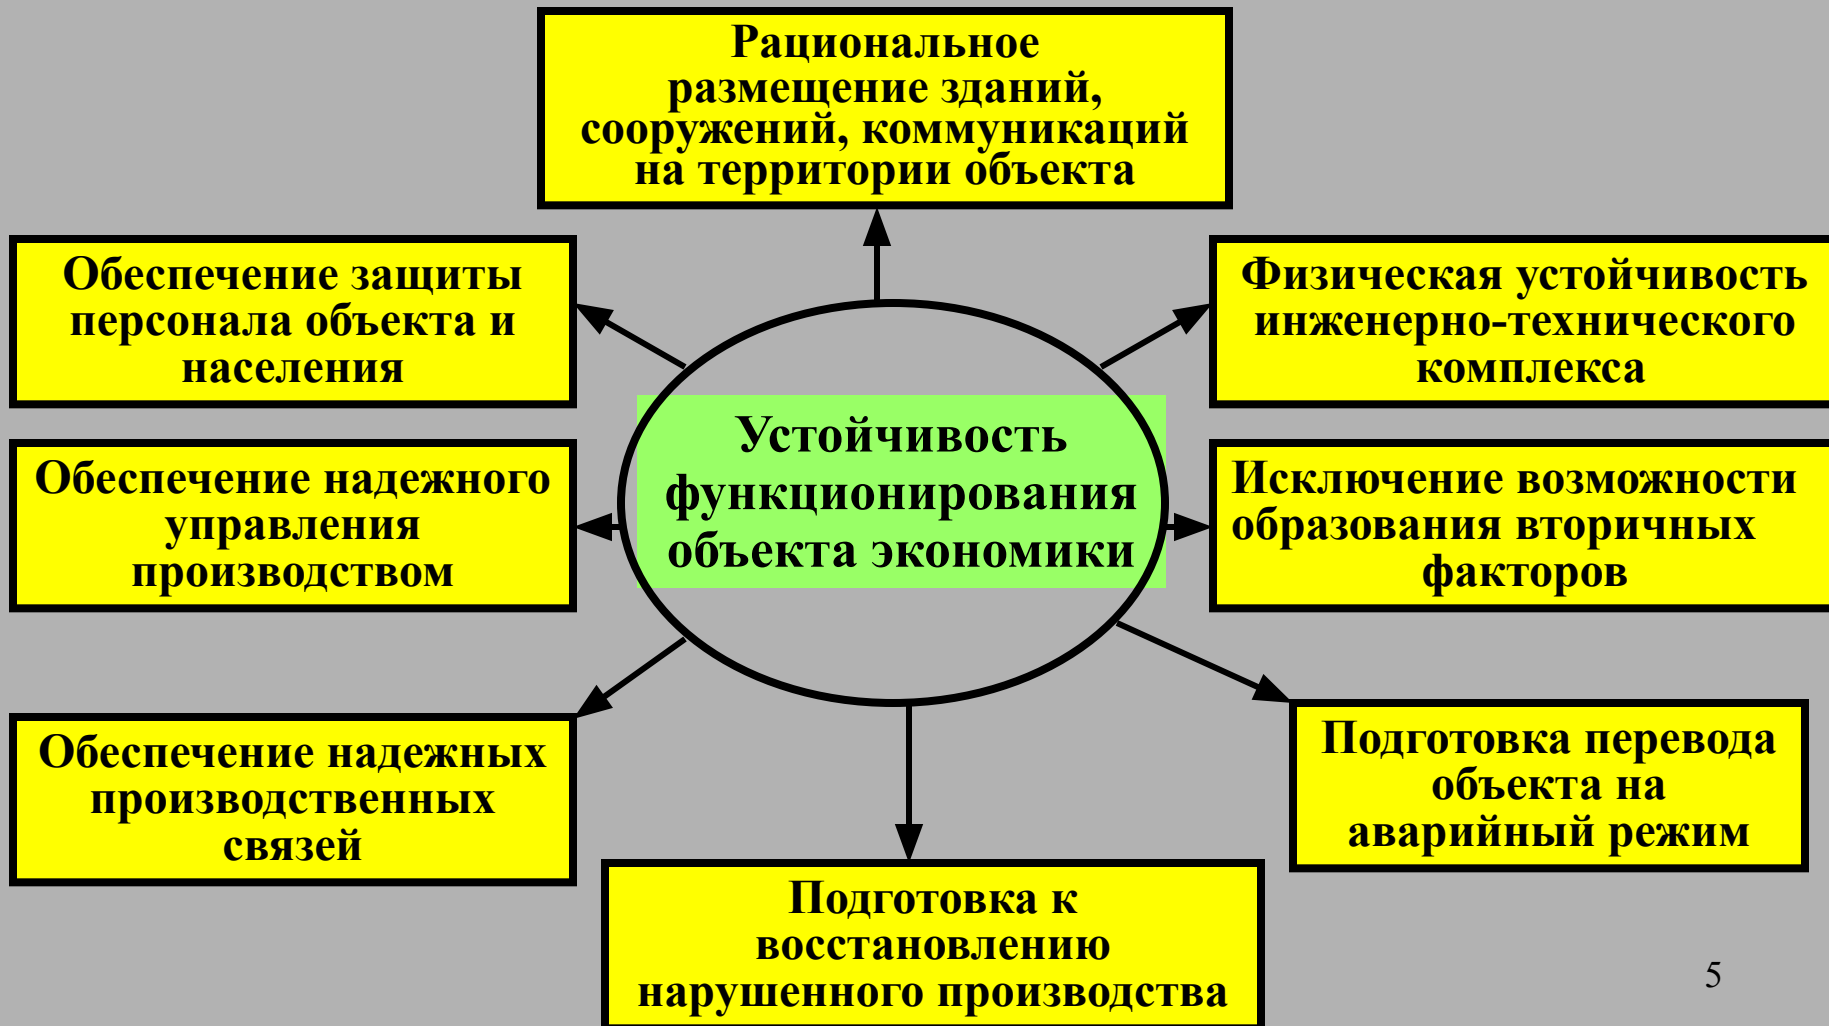 Рациональное
размещение зданий,
сооружений, коммуникаций
на территории объекта
Обеспечение защиты
персонала объекта и
населения
Физическая устойчивость
инженерно-технического
комплекса
Устойчивость
функционирования
объекта экономики
Обеспечение надежного
управления
производством
Исключение возможности
образования вторичных
факторов
Обеспечение надежных
производственных
связей
Подготовка перевода
объекта на
аварийный режим
Подготовка к
восстановлению
нарушенного производства
5